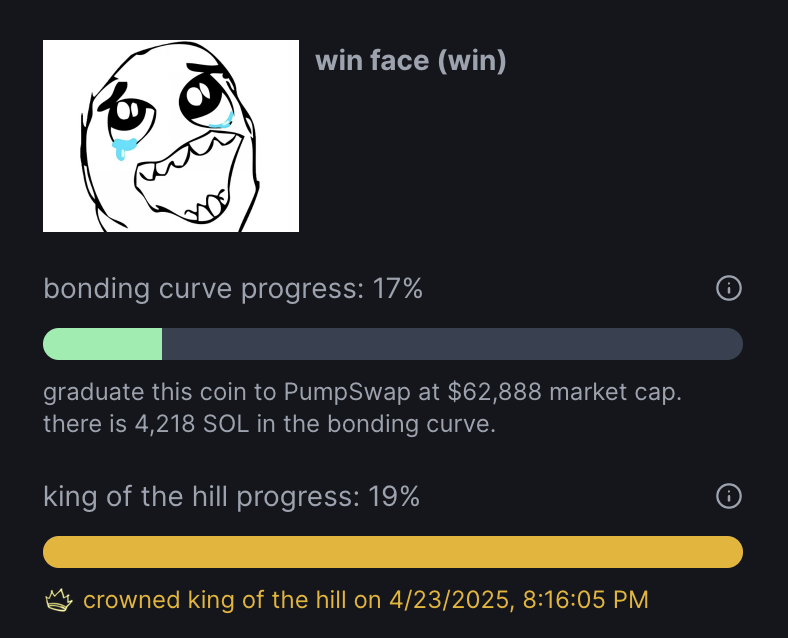 win face (win)
bonding curve progress: 17%
graduate this coin to PumpSwap at $62,888 market cap.
there is 4,218 SOL in the bonding curve.
king of the hill progress: 19%
crowned king of the hill on 4/23/2025, 8:16:05 PM